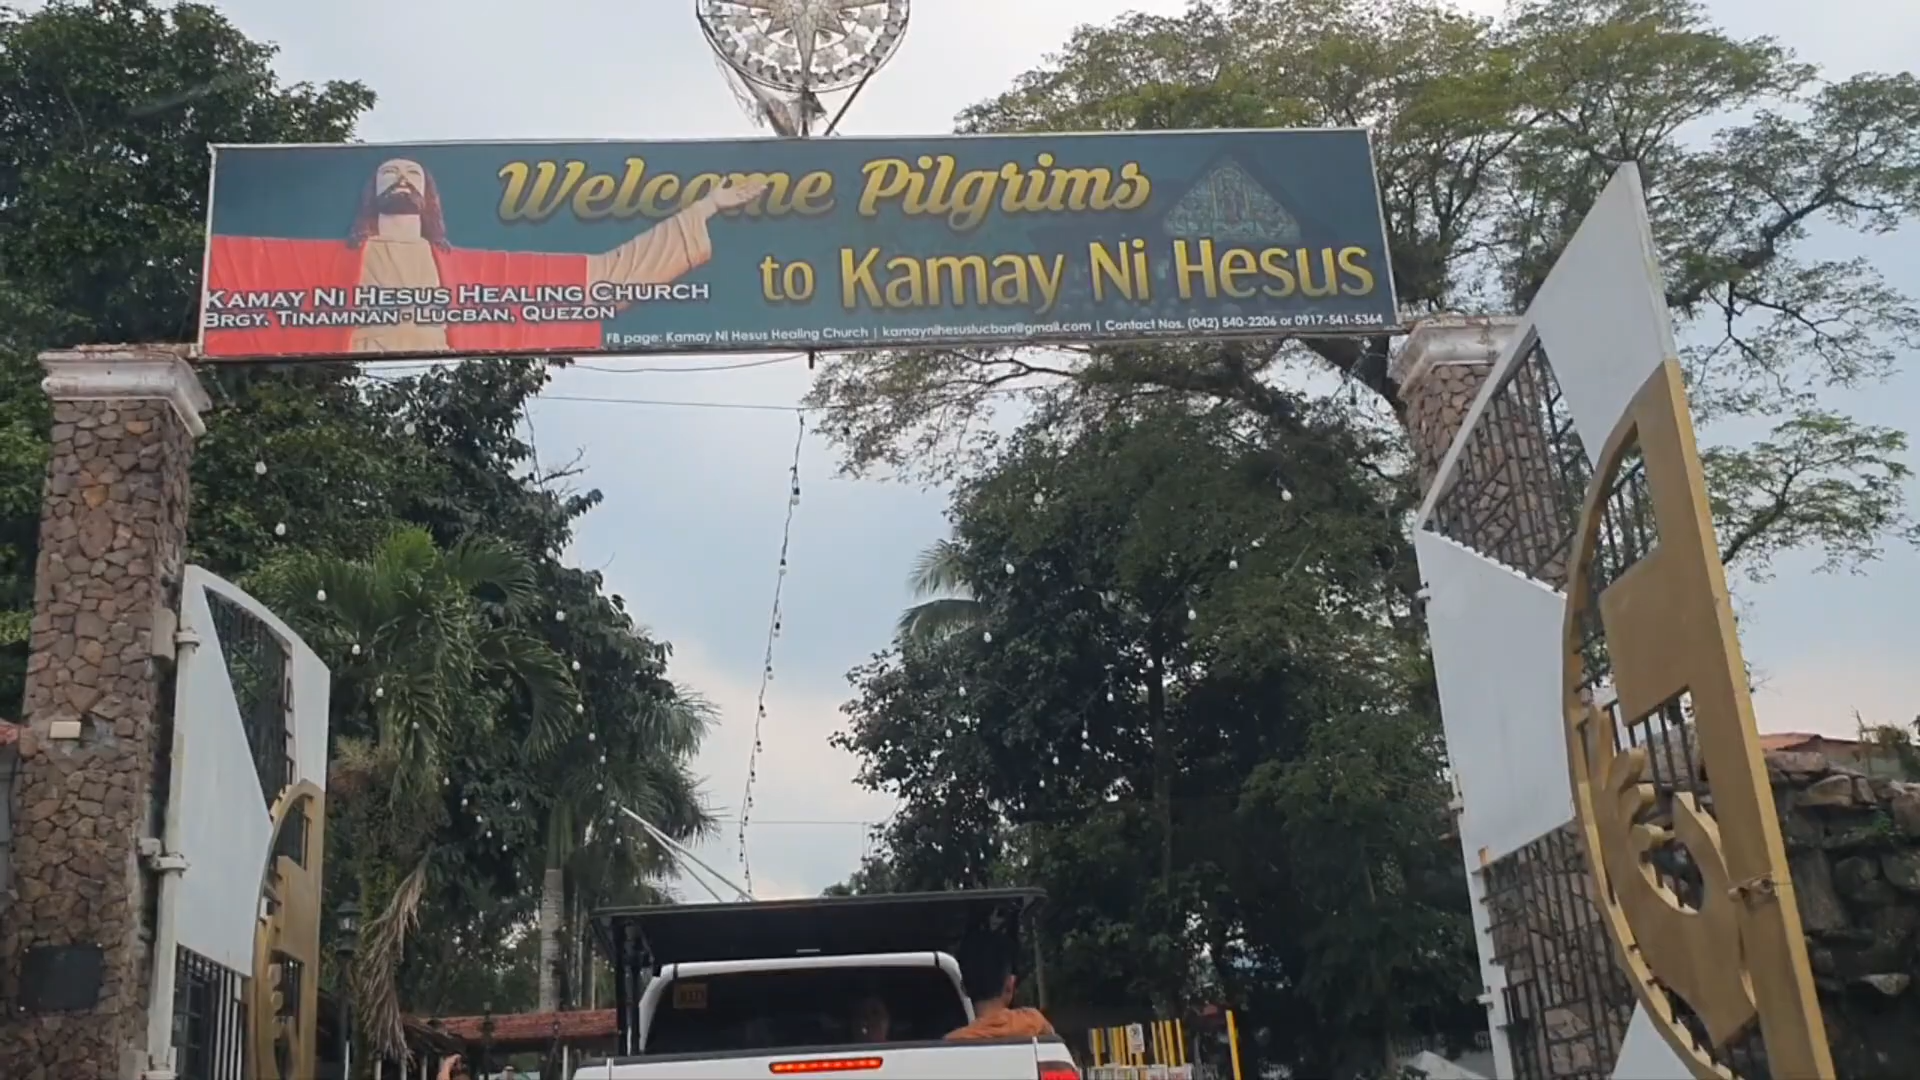 Welcome Pilgrims
to Kamay Ni Hesus
KAMAY NI HESUS HEALING CHURCH
BRGY. TINAMNAN - LUCBAN, QUEZON
FB page: Kamay Ni Hesus Healing Church | kamaynihesuslucban@gmail.com | Contact Nos. (042) 540-2206 or 0917-541-5364